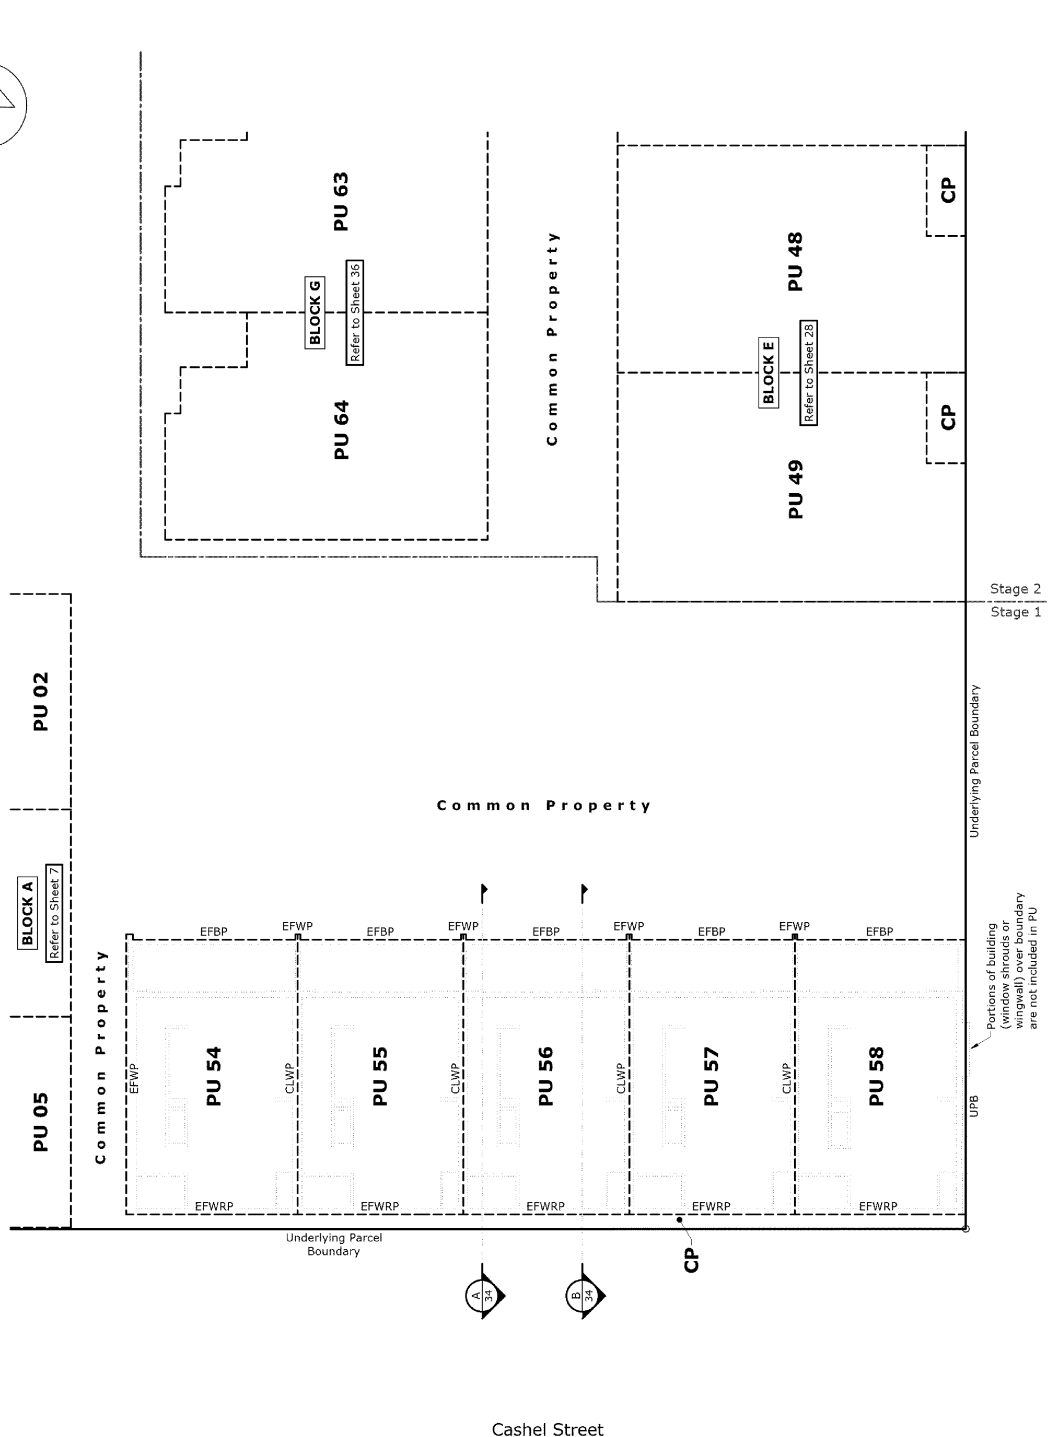 PU 63
BLOCK G
Refer to Sheet 36
PU 64
Common Property
PU 48
CP
BLOCK E
Refer to Sheet 28
PU 49
CP
Stage 2
Stage 1
PU 02
BLOCK A
Refer to Sheet 7
PU 05
Common Property
Common Property
Underlying Parcel Boundary
EFBP
EFWP
EFBP
EFWP
EFBP
EFWP
EFBP
EFWP
EFBP
EFWP
PU 54
CLWP
PU 55
CLWP
PU 56
CLWP
PU 57
CLWP
PU 58
UPB
Portions of building
(window shrouds or
wingwall) over boundary
are not included in PU
EFWRP
EFWRP
EFWRP
EFWRP
EFWRP
Underlying Parcel
Boundary
CP
A
34
B
34
Cashel Street